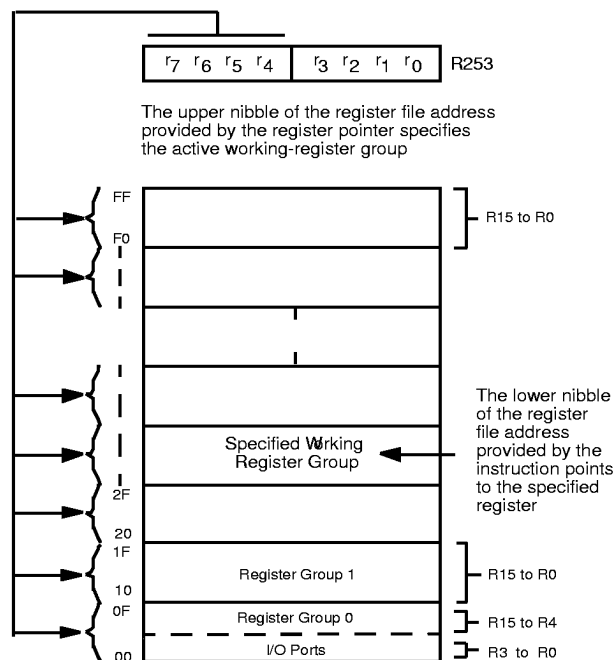 r7 r6 r5 r4 r3 r2 r1 r0 R253
The upper nibble of the register file address
provided by the register pointer specifies
the active working-register group
FF
R15 to R0
F0
The lower nibble
of the register
file address
provided by the
instruction points
to the specified
register
Specified Working
Register Group
2F
20
1F
Register Group 1
R15 to R0
10
0F
Register Group 0
R15 to R4
00
I/O Ports
R3 to R0